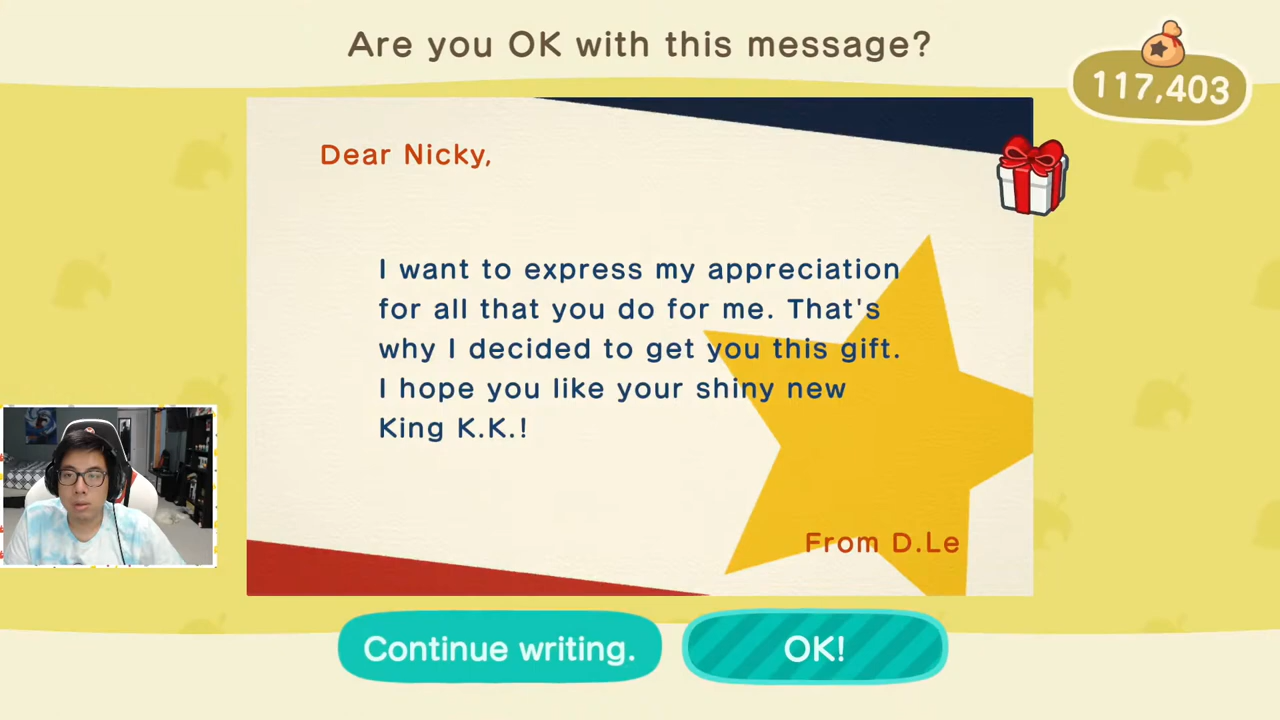 Are you OK with this message?
117,403
Dear Nicky,
I want to express my appreciation
for all that you do for me. That's
why I decided to get you this gift.
I hope you like your shiny new
King K.K.!
From D.Le
Continue writing.
OK!